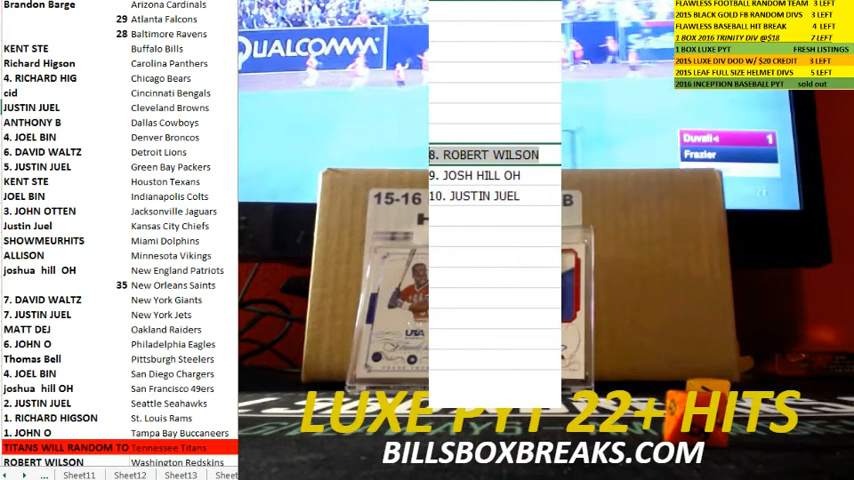 Brandon Barge Arizona Cardinals
29 Atlanta Falcons
28 Baltimore Ravens
KENT STE Buffalo Bills
Richard Higson Carolina Panthers
4. RICHARD HIG Chicago Bears
cid Cincinnati Bengals
JUSTIN JUEL Cleveland Browns
ANTHONY B Dallas Cowboys
4. JOEL BIN Denver Broncos
6. DAVID WALTZ Detroit Lions
5. JUSTIN JUEL Green Bay Packers
KENT STE Houston Texans
JOEL BIN Indianapolis Colts
3. JOHN OTTEN Jacksonville Jaguars
Justin Juel Kansas City Chiefs
SHOWMEURHITS Miami Dolphins
ALLISON Minnesota Vikings
joshua hill OH New England Patriots
35 New Orleans Saints
7. DAVID WALTZ New York Giants
7. JUSTIN JUEL New York Jets
MATT DEJ Oakland Raiders
6. JOHN O Philadelphia Eagles
Thomas Bell Pittsburgh Steelers
4. JOEL BIN San Diego Chargers
joshua hill OH San Francisco 49ers
2. JUSTIN JUEL Seattle Seahawks
1. RICHARD HIGSON St. Louis Rams
1. JOHN O Tampa Bay Buccaneers
TITANS WILL RANDOM TO Tennessee Titans
ROBERT WILSON Washington Redskins
... Sheet11 Sheet12 Sheet13 Sheet
QUALCOMM
8. ROBERT WILSON
9. JOSH HILL OH
10. JUSTIN JUEL
15-16
B
USA
FLAWLESS FOOTBALL RANDOM TEAM 3 LEFT
2015 BLACK GOLD FB RANDOM DIVS 3 LEFT
FLAWLESS BASEBALL HIT BREAK 4 LEFT
1 BOX 2016 TRINITY DIV @$18 7 LEFT
1 BOX LUXE PYT FRESH LISTINGS
2015 LUXE DIV DOD W/ $20 CREDIT 3 LEFT
2015 LEAF FULL SIZE HELMET DIVS 5 LEFT
2016 INCEPTION BASEBALL PYT sold out
Duvall 1
Frazier
LUXE PYT 22+ HITS
BILLSBOXBREAKS.COM